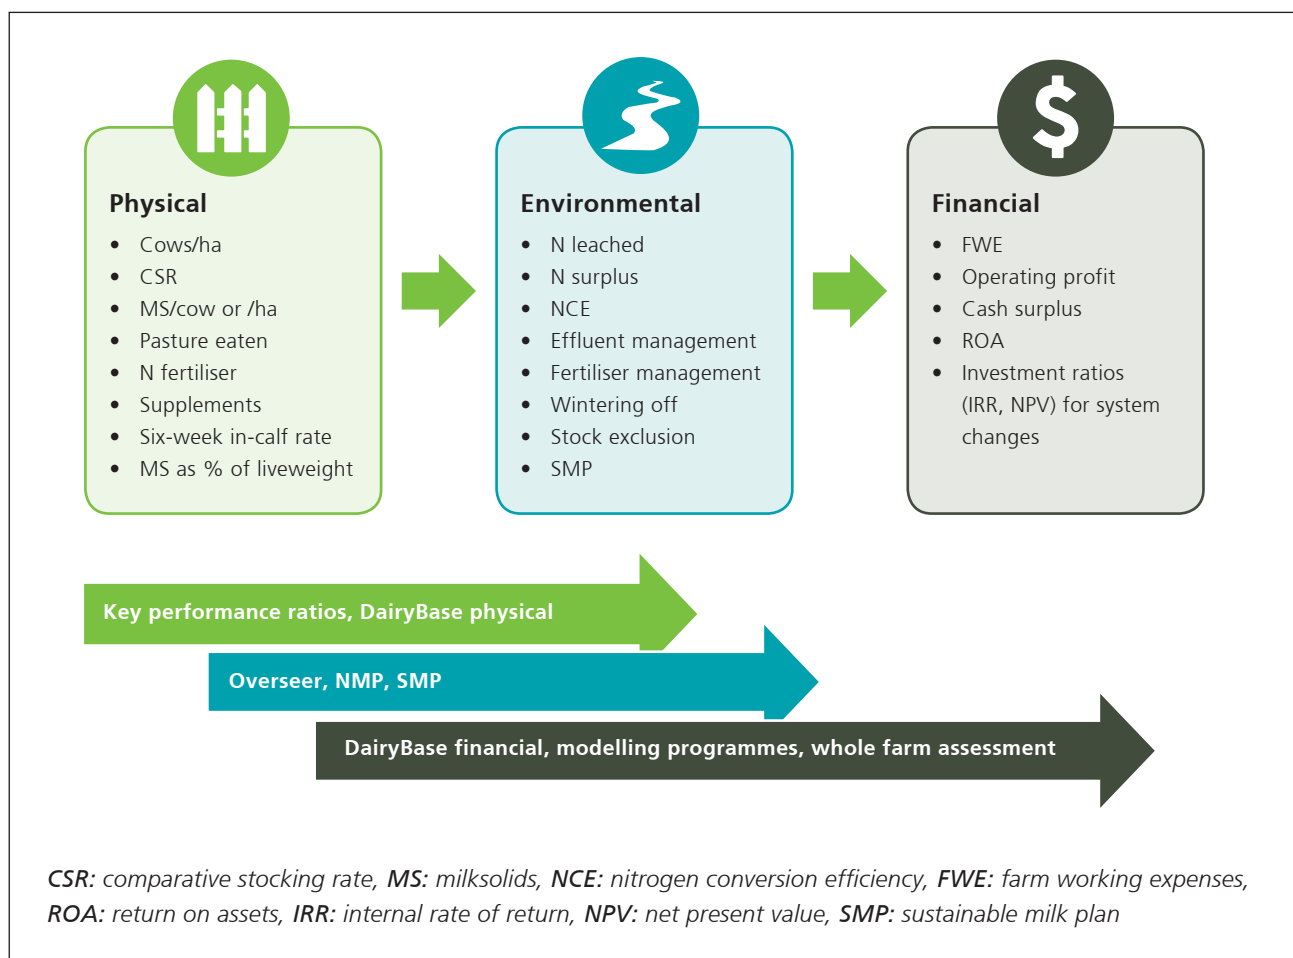 Physical
• Cows/ha
• CSR
• MS/cow or /ha
• Pasture eaten
• N fertiliser
• Supplements
• Six-week in-calf rate
• MS as % of liveweight
Environmental
• N leached
• N surplus
• NCE
• Effluent management
• Fertiliser management
• Wintering off
• Stock exclusion
• SMP
$
Financial
• FWE
• Operating profit
• Cash surplus
• ROA
• Investment ratios
(IRR, NPV) for system
changes
Key performance ratios, DairyBase physical
Overseer, NMP, SMP
DairyBase financial, modelling programmes, whole farm assessment
CSR: comparative stocking rate, MS: milksolids, NCE: nitrogen conversion efficiency, FWE: farm working expenses,
ROA: return on assets, IRR: internal rate of return, NPV: net present value, SMP: sustainable milk plan